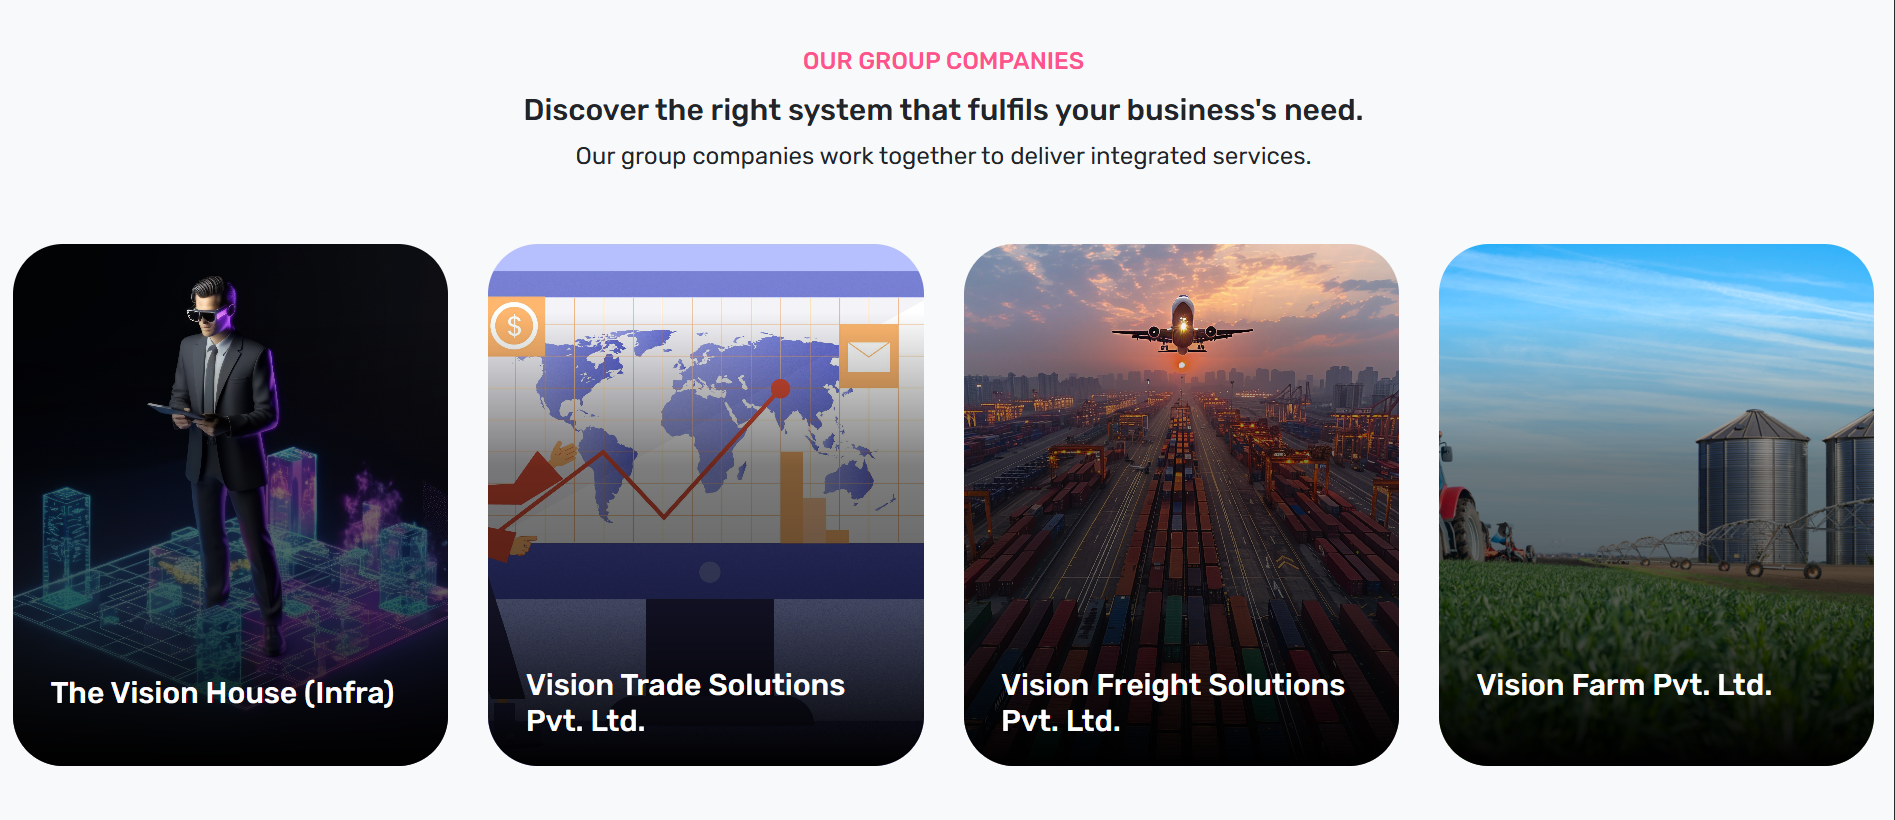 OUR GROUP COMPANIES
Discover the right system that fulfils your business's need.
Our group companies work together to deliver integrated services.
$
The Vision House (Infra)
Vision Trade Solutions
Pvt. Ltd.
Vision Freight Solutions
Pvt. Ltd.
Vision Farm Pvt. Ltd.